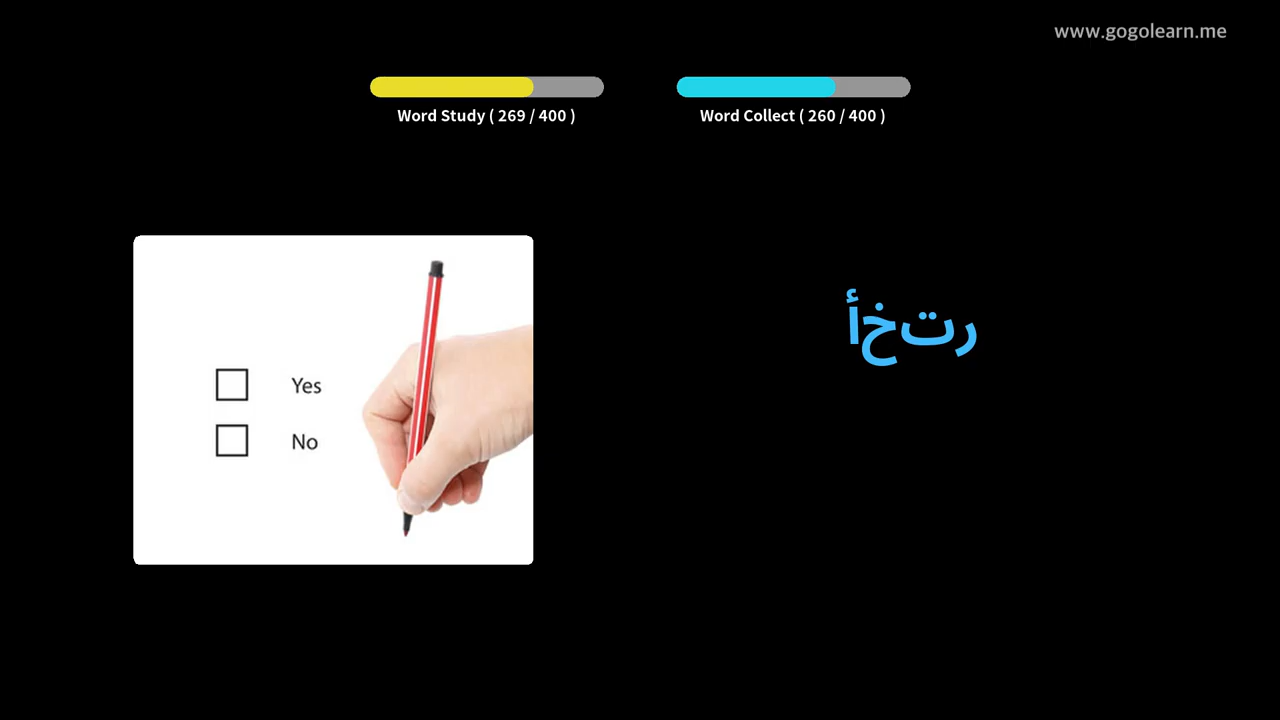 www.gogolearn.me
Word Study ( 269 / 400 )
Word Collect ( 260 / 400 )
رتخأ
Yes
No